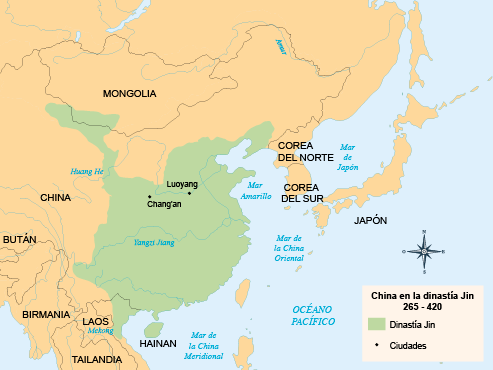 Amur
MONGOLIA
COREA
DEL NORTE
Mar
de
Japón
Huang He
Luoyang
Mar
Amarillo
COREA
DEL SUR
CHINA
Chang'an
JAPÓN
BUTÁN
Yangzi Jiang
Mar de
la China
Oriental
N
O
E
S
China en la dinastía Jin
265 - 420
Dinastía Jin
Ciudades
OCÉANO
PACÍFICO
BIRMANIA
LAOS
Mekong
HAINAN
Mar de
la China
Meridional
TAILANDIA